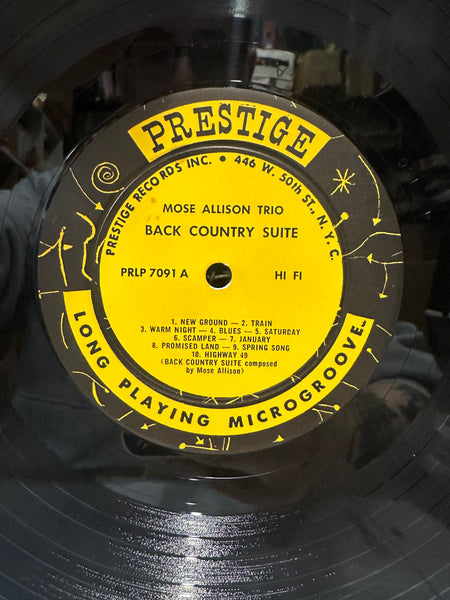 PRESTIGE
PRESTIGE RECORDS INC. • 446 W. 50th ST., N.Y.C.
MOSE ALLISON TRIO
BACK COUNTRY SUITE
PRLP 7091 A HI FI
1. NEW GROUND — 2. TRAIN
3. WARM NIGHT — 4. BLUES — 5. SATURDAY
6. SCAMPER — 7. JANUARY
8. PROMISED LAND — 9. SPRING SONG
10. HIGHWAY 49
(BACK COUNTRY SUITE composed
by Mose Allison)
LONG PLAYING MICROGROOVE